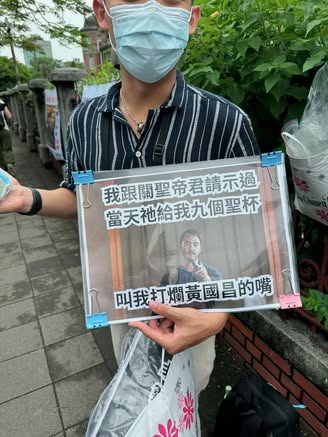 我跟關聖帝君請示過
當天祂給我九個聖杯
叫我打爛黃國昌的嘴